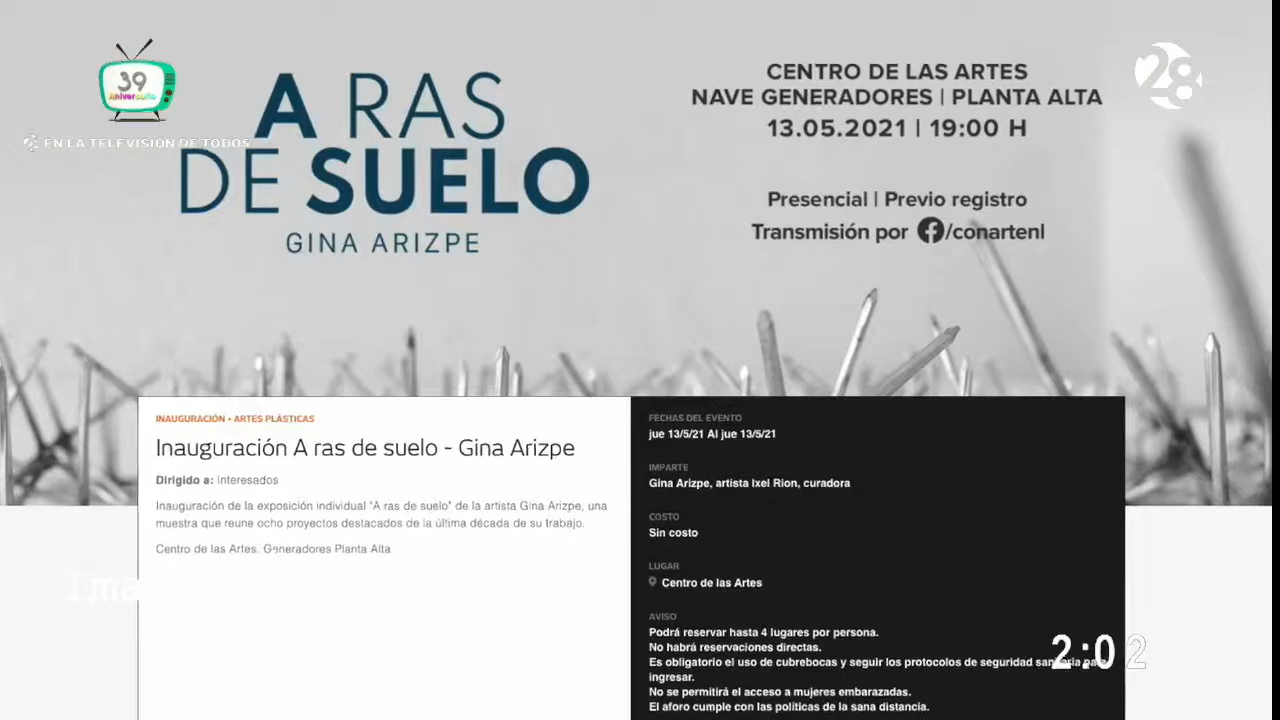 39
Aniversario
EN LA TELEVISIÓN DE TODOS
A RAS
DE SUELO
GINA ARIZPE
CENTRO DE LAS ARTES
NAVE GENERADORES | PLANTA ALTA
13.05.2021 | 19:00 H
Presencial | Previo registro
Transmisión por /conartenl
28
INAUGURACIÓN • ARTES PLÁSTICAS
Inauguración A ras de suelo - Gina Arizpe
Dirigido a: Interesados
Inauguración de la exposición individual "A ras de suelo" de la artista Gina Arizpe, una
muestra que reune ocho proyectos destacados de la última década de su trabajo.
Centro de las Artes. Generadores Planta Alta
FECHAS DEL EVENTO
jue 13/5/21 Al jue 13/5/21
IMPARTE
Gina Arizpe, artista Ixel Rion, curadora
COSTO
Sin costo
LUGAR
Centro de las Artes
AVISO
Podrá reservar hasta 4 lugares por persona.
No habrá reservaciones directas.
Es obligatorio el uso de cubrebocas y seguir los protocolos de seguridad sanitaria para
ingresar.
No se permitirá el acceso a mujeres embarazadas.
El aforo cumple con las políticas de la sana distancia.
2:02